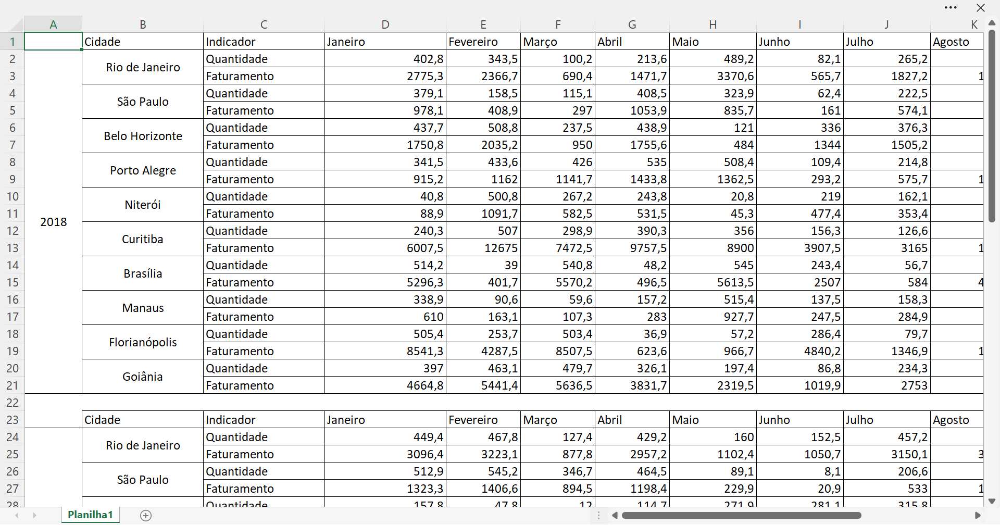 A B C D E F G H I J K
1 Cidade Indicador Janeiro Fevereiro Março Abril Maio Junho Julho Agosto
2 Rio de Janeiro Quantidade 402,8 343,5 100,2 213,6 489,2 82,1 265,2
3 Faturamento 2775,3 2366,7 690,4 1471,7 3370,6 565,7 1827,2 1
4 São Paulo Quantidade 379,1 158,5 115,1 408,5 323,9 62,4 222,5
5 Faturamento 978,1 408,9 297 1053,9 835,7 161 574,1
6 Belo Horizonte Quantidade 437,7 508,8 237,5 438,9 121 336 376,3
7 Faturamento 1750,8 2035,2 950 1755,6 484 1344 1505,2
8 Porto Alegre Quantidade 341,5 433,6 426 535 508,4 109,4 214,8
9 Faturamento 915,2 1162 1141,7 1433,8 1362,5 293,2 575,7 1
10 Niterói Quantidade 40,8 500,8 267,2 243,8 20,8 219 162,1
11 2018 Faturamento 88,9 1091,7 582,5 531,5 45,3 477,4 353,4
12 Curitiba Quantidade 240,3 507 298,9 390,3 356 156,3 126,6
13 Faturamento 6007,5 12675 7472,5 9757,5 8900 3907,5 3165 1
14 Brasília Quantidade 514,2 39 540,8 48,2 545 243,4 56,7
15 Faturamento 5296,3 401,7 5570,2 496,5 5613,5 2507 584 4
16 Manaus Quantidade 338,9 90,6 59,6 157,2 515,4 137,5 158,3
17 Faturamento 610 163,1 107,3 283 927,7 247,5 284,9
18 Florianópolis Quantidade 505,4 253,7 503,4 36,9 57,2 286,4 79,7
19 Faturamento 8541,3 4287,5 8507,5 623,6 966,7 4840,2 1346,9 1
20 Goiânia Quantidade 397 463,1 479,7 326,1 197,4 86,8 234,3
21 Faturamento 4664,8 5441,4 5636,5 3831,7 2319,5 1019,9 2753
22
23 Cidade Indicador Janeiro Fevereiro Março Abril Maio Junho Julho Agosto
24 Rio de Janeiro Quantidade 449,4 467,8 127,4 429,2 160 152,5 457,2
25 Faturamento 3096,4 3223,1 877,8 2957,2 1102,4 1050,7 3150,1 3
26 São Paulo Quantidade 512,9 545,2 346,7 464,5 89,1 8,1 206,6
27 Faturamento 1323,3 1406,6 894,5 1198,4 229,9 20,9 533 1
28 Quantidade 157,8 47,8 12 114,7 271,9 281,1 315,8
Planilha1